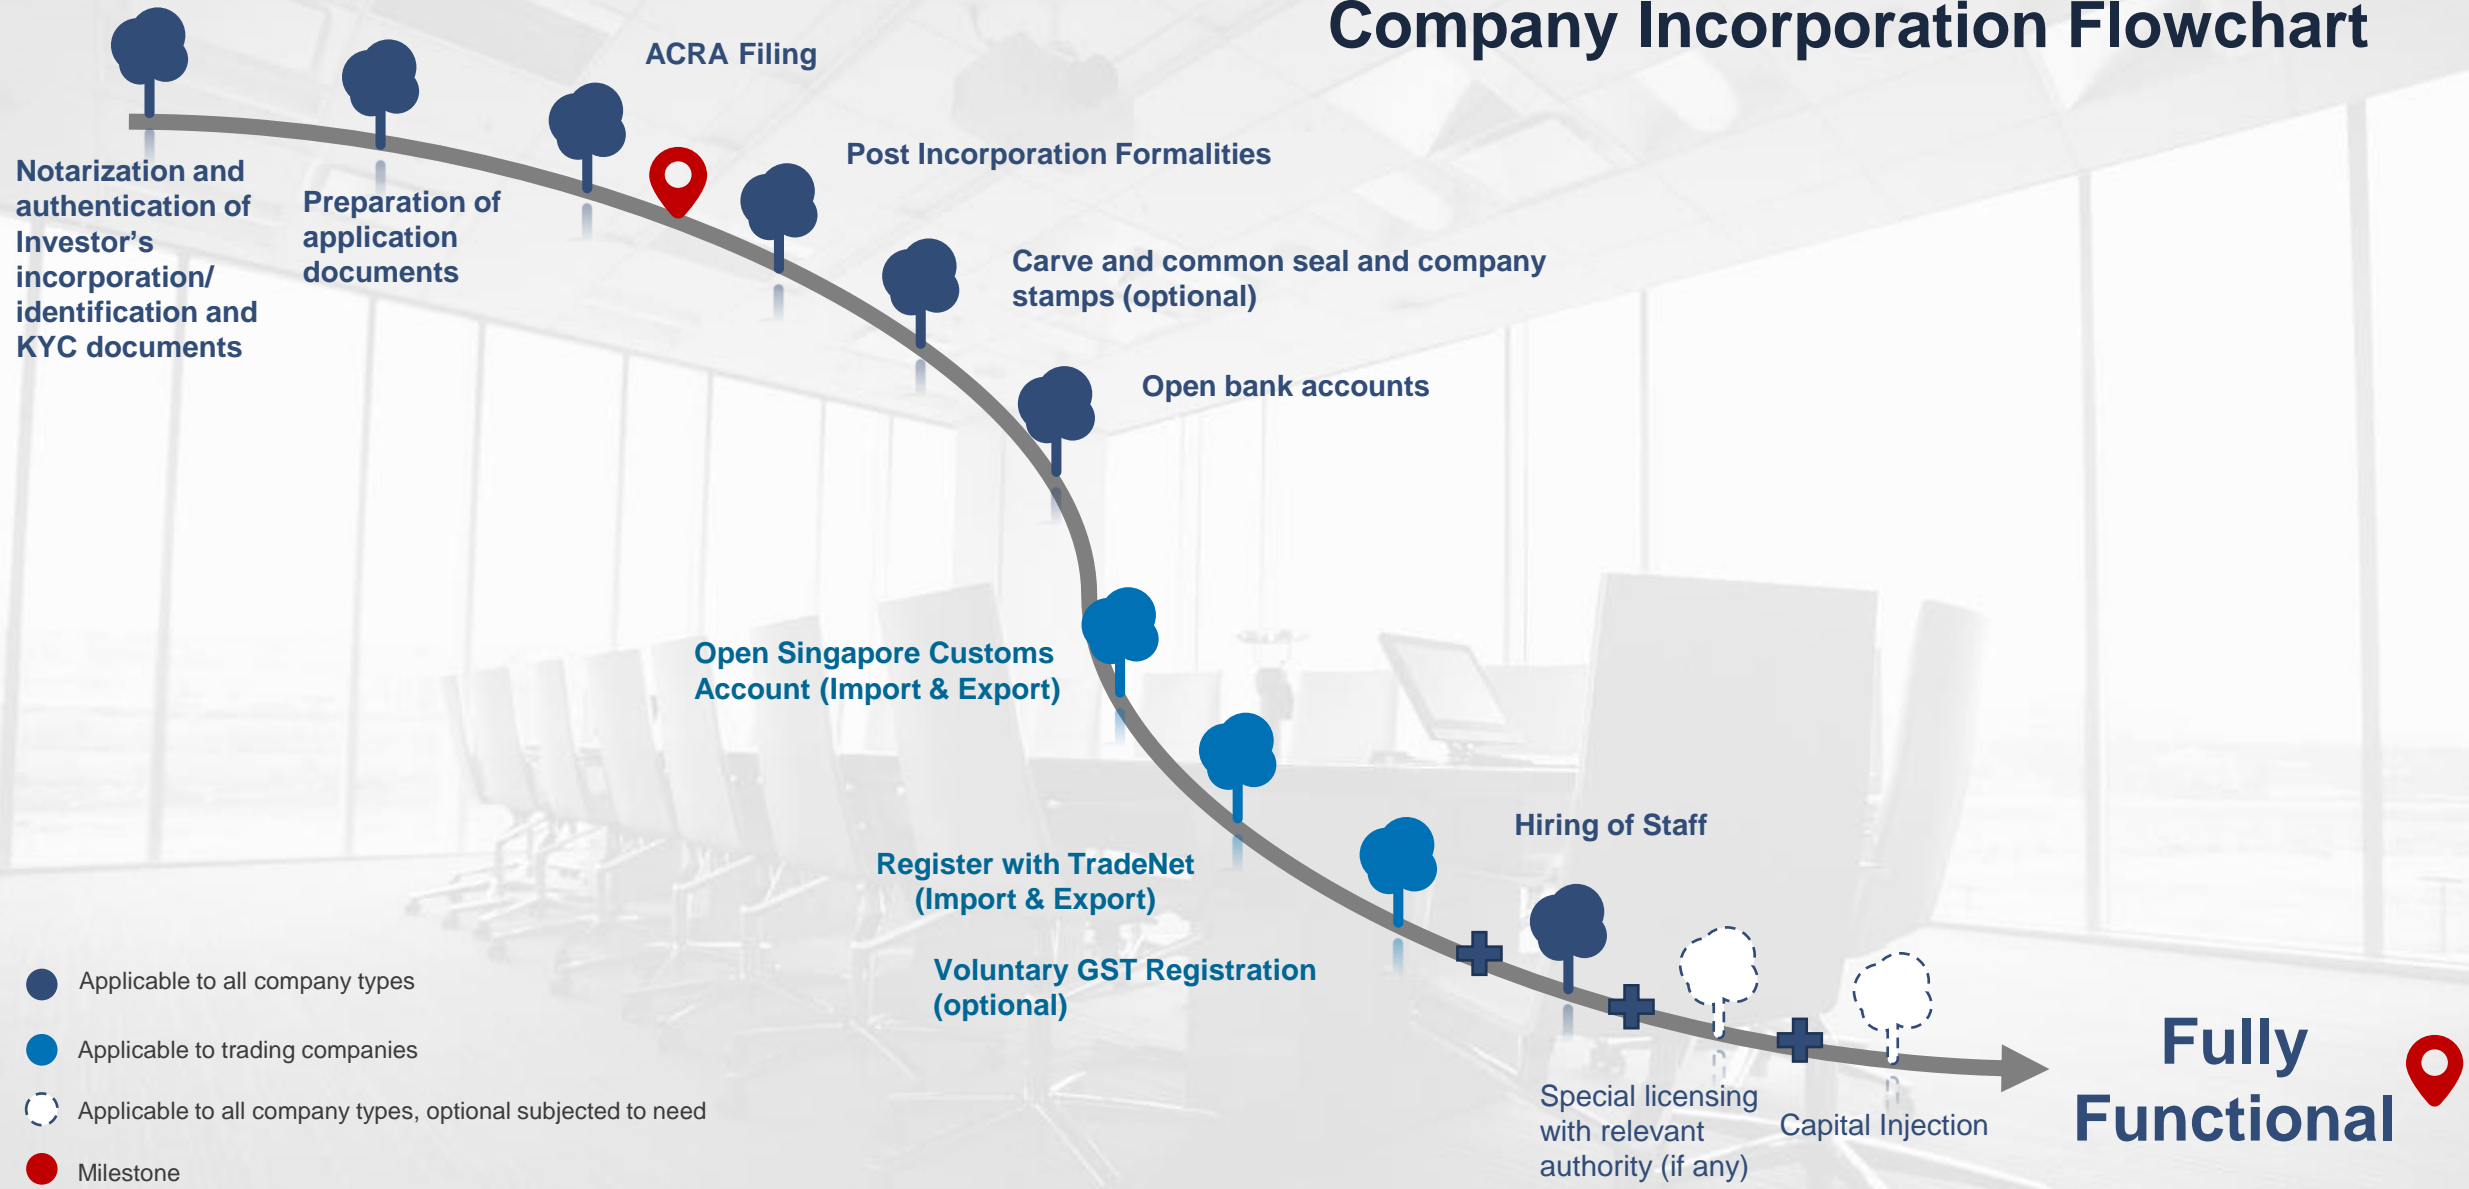 Company Incorporation Flowchart
ACRA Filing
Notarization and
authentication of
Investor’s
incorporation/
identification and
KYC documents
Preparation of
application
documents
Post Incorporation Formalities
Carve and common seal and company
stamps (optional)
Open bank accounts
Open Singapore Customs
Account (Import & Export)
Register with TradeNet
(Import & Export)
Voluntary GST Registration
(optional)
Hiring of Staff
Special licensing
with relevant
authority (if any)
Capital Injection
Fully
Functional
Applicable to all company types
Applicable to trading companies
Applicable to all company types, optional subjected to need
Milestone